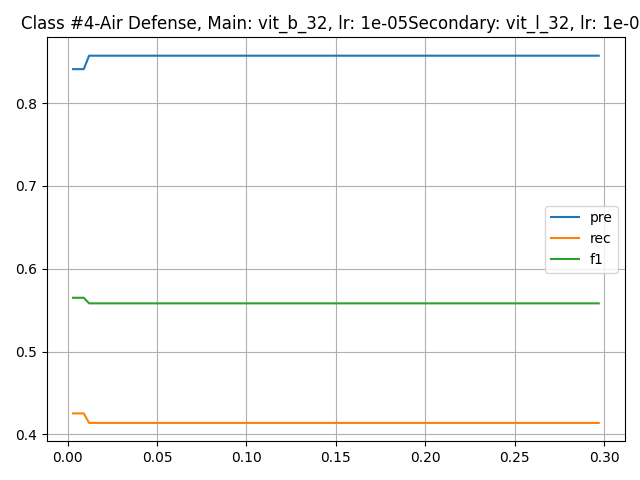 Class #4-Air Defense, Main: vit_b_32, lr: 1e-05Secondary: vit_l_32, lr: 1e-0
0.8
0.7
0.6
0.5
0.4
pre
rec
f1
0.00 0.05 0.10 0.15 0.20 0.25 0.30